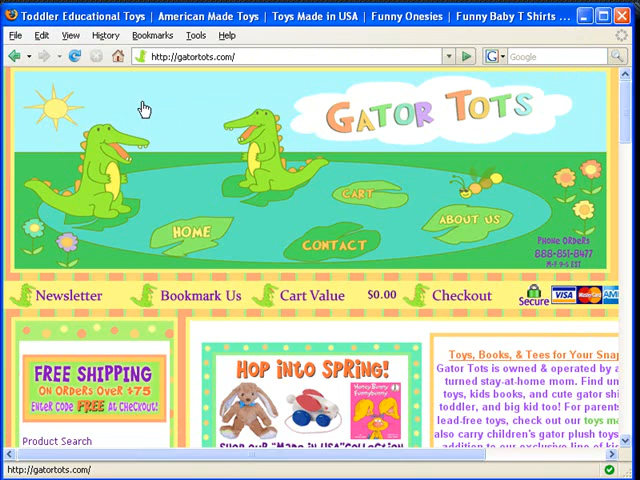 Toddler Educational Toys | American Made Toys | Toys Made in USA | Funny Onesies | Funny Baby T Shirts ...
File Edit View History Bookmarks Tools Help
http://gatortots.com/
Google
GATOR TOTS
CART
HOME
ABOUT US
CONTACT
PHONE ORDERS
888-851-8477
M-F 9-5 EST
Newsletter Bookmark Us Cart Value $0.00 Checkout
Secure VISA MasterCard AM
FREE SHIPPING
ON ORDERS OVER $75
ENTER CODE FREE AT CHECKOUT!
Product Search
HOP INTO SPRING!
Hunny Bunny
Funnybunny
SHOP OUR "MADE IN USA" COLLECTION
Toys, Books, & Tees for Your Snap
Gator Tots is owned & operated by a
turned stay-at-home mom. Find un
toys, kids books, and cute gator shi
toddler, and big kid too! For parents
lead-free toys, check out our toys ma
also carry children's gator plush toys
addition to our exclusive line of
http://gatortots.com/